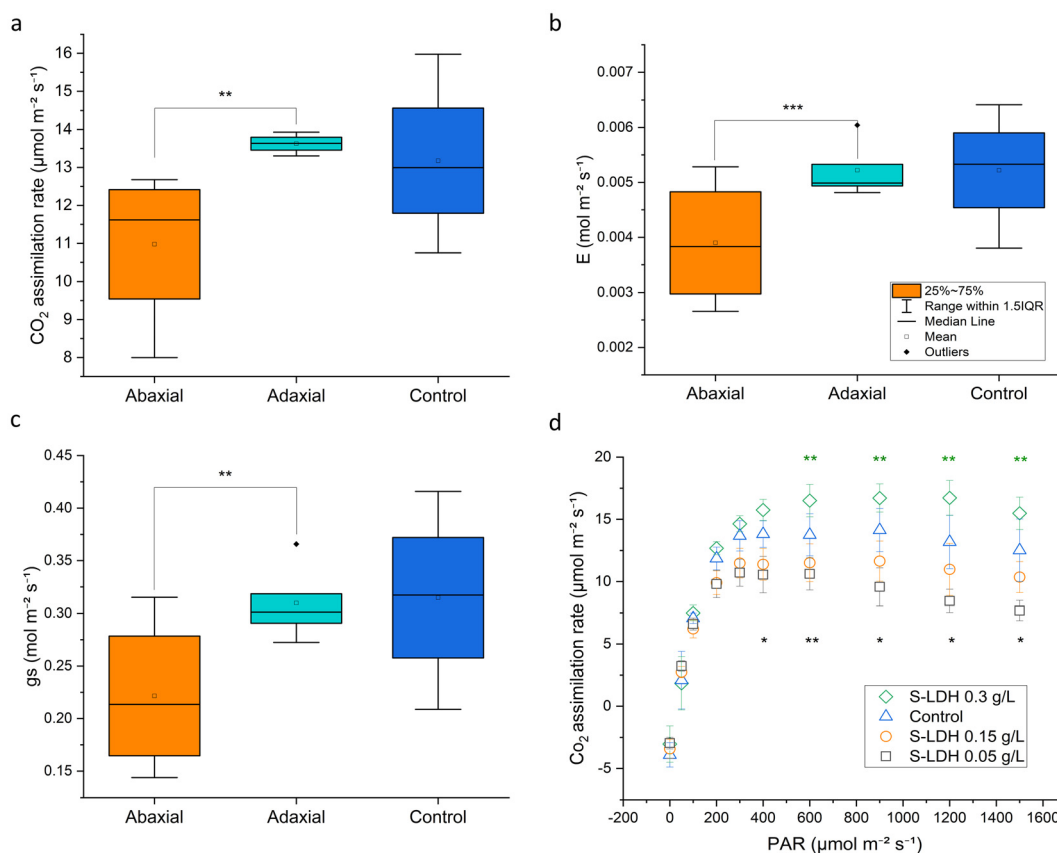 a
CO₂ assimilation rate (µmol m⁻² s⁻¹)
16
15
14
13
12
11
10
9
8
**
Abaxial
Adaxial
Control
b
E (mol m⁻² s⁻¹)
0.007
0.006
0.005
0.004
0.003
0.002
***
25%~75%
Range within 1.5IQR
Median Line
Mean
Outliers
Abaxial
Adaxial
Control
c
gs (mol m⁻² s⁻¹)
0.45
0.40
0.35
0.30
0.25
0.20
0.15
**
Abaxial
Adaxial
Control
d
Co₂ assimilation rate (µmol m⁻² s⁻¹)
20
15
10
5
0
-5
** ** ** **
* ** * * *
S-LDH 0.3 g/L
Control
S-LDH 0.15 g/L
S-LDH 0.05 g/L
-200 0 200 400 600 800 1000 1200 1400 1600
PAR (µmol m⁻² s⁻¹)